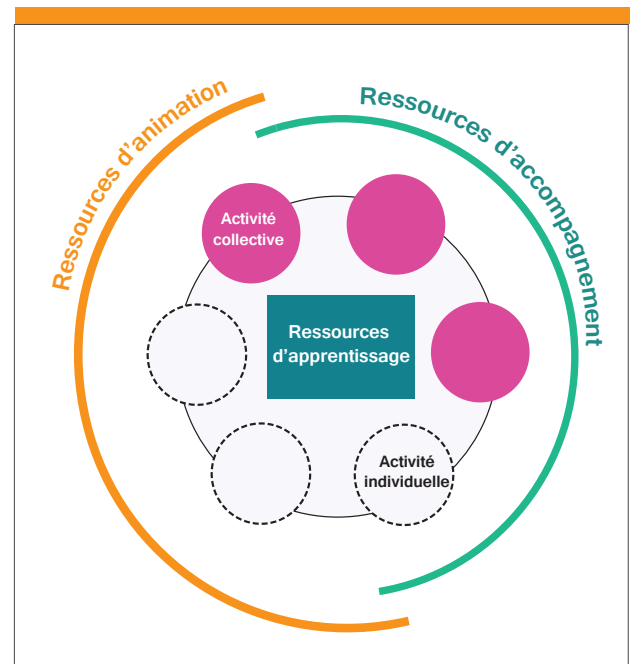 Ressources d’animation
Ressources d’accompagnement
Activité
collective
Ressources
d’apprentissage
Activité
individuelle